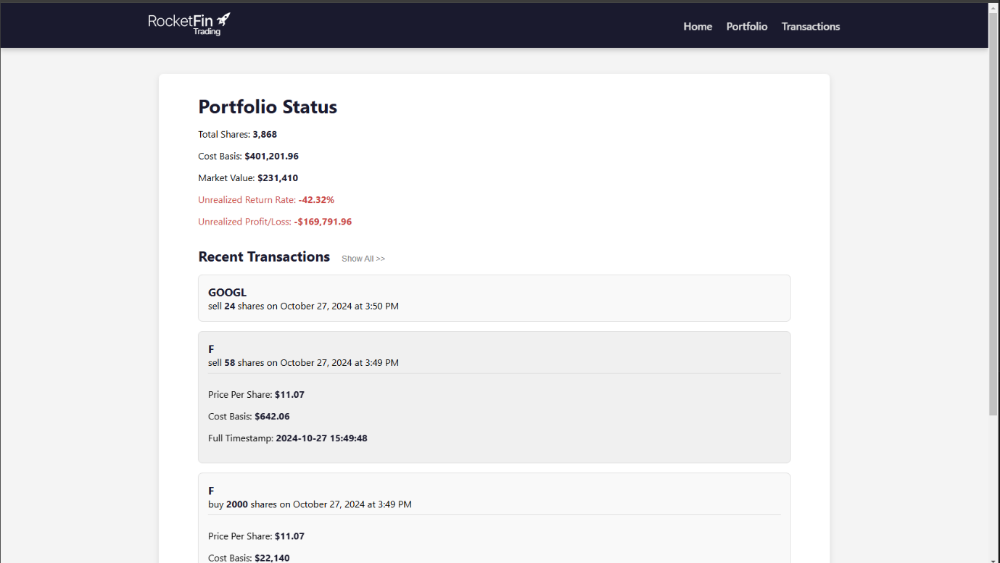 RocketFin
Trading
Home Portfolio Transactions
Portfolio Status
Total Shares: 3,868
Cost Basis: $401,201.96
Market Value: $231,410
Unrealized Return Rate: -42.32%
Unrealized Profit/Loss: -$169,791.96
Recent Transactions Show All >>
GOOGL
sell 24 shares on October 27, 2024 at 3:50 PM
F
sell 58 shares on October 27, 2024 at 3:49 PM
Price Per Share: $11.07
Cost Basis: $642.06
Full Timestamp: 2024-10-27 15:49:48
F
buy 2000 shares on October 27, 2024 at 3:49 PM
Price Per Share: $11.07
Cost Basis: $22,140